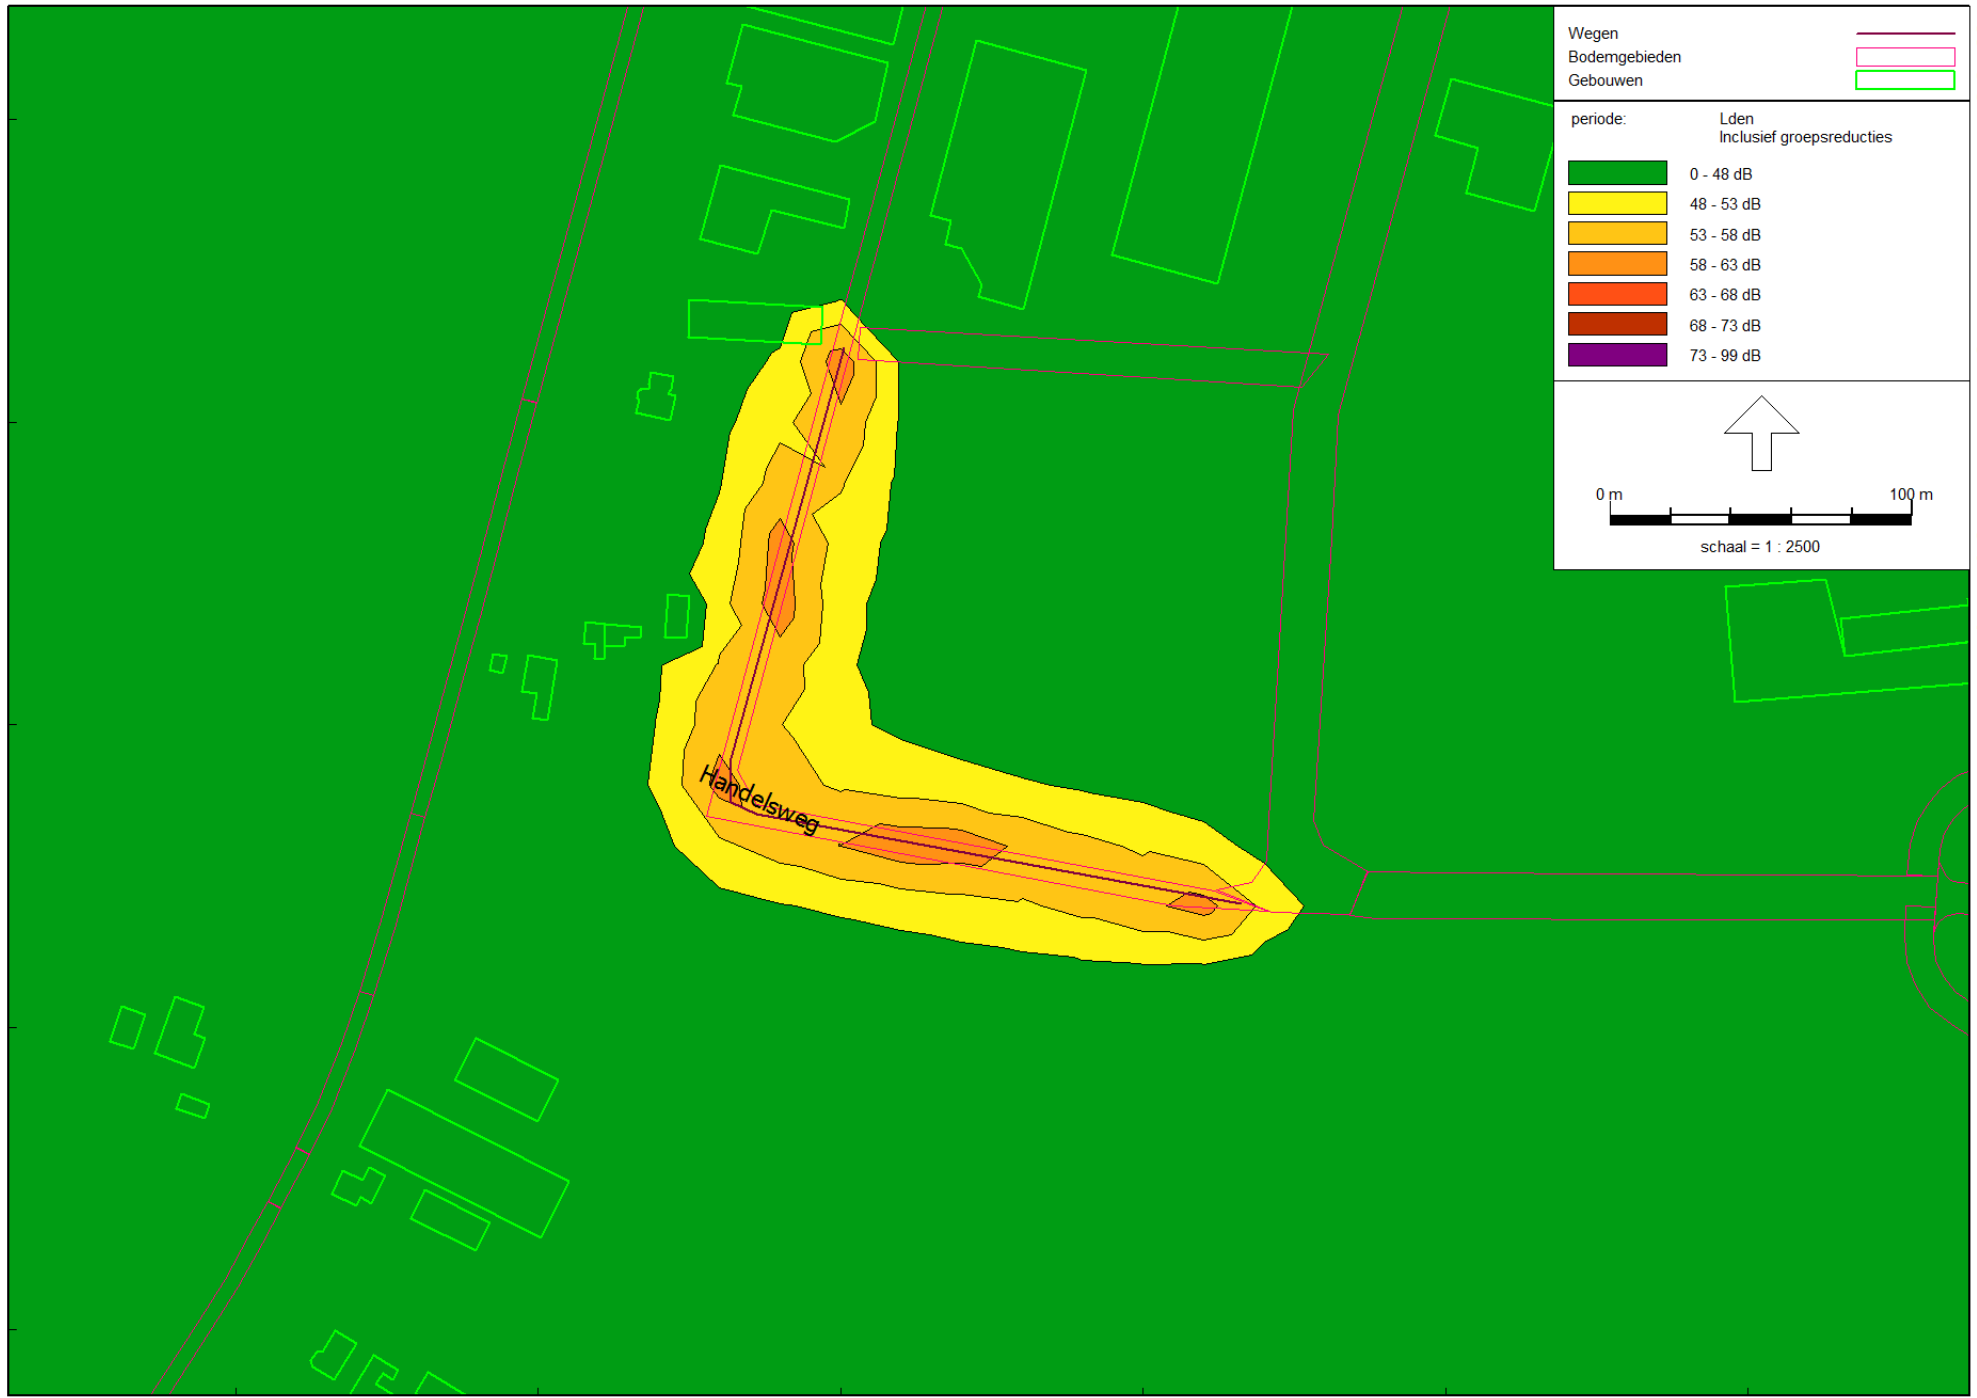 Wegen
Bodemgebieden
Gebouwen
periode: Lden
Inclusief groepsreducties
0 - 48 dB
48 - 53 dB
53 - 58 dB
58 - 63 dB
63 - 68 dB
68 - 73 dB
73 - 99 dB
0 m 100 m
schaal = 1 : 2500
Handelsweg